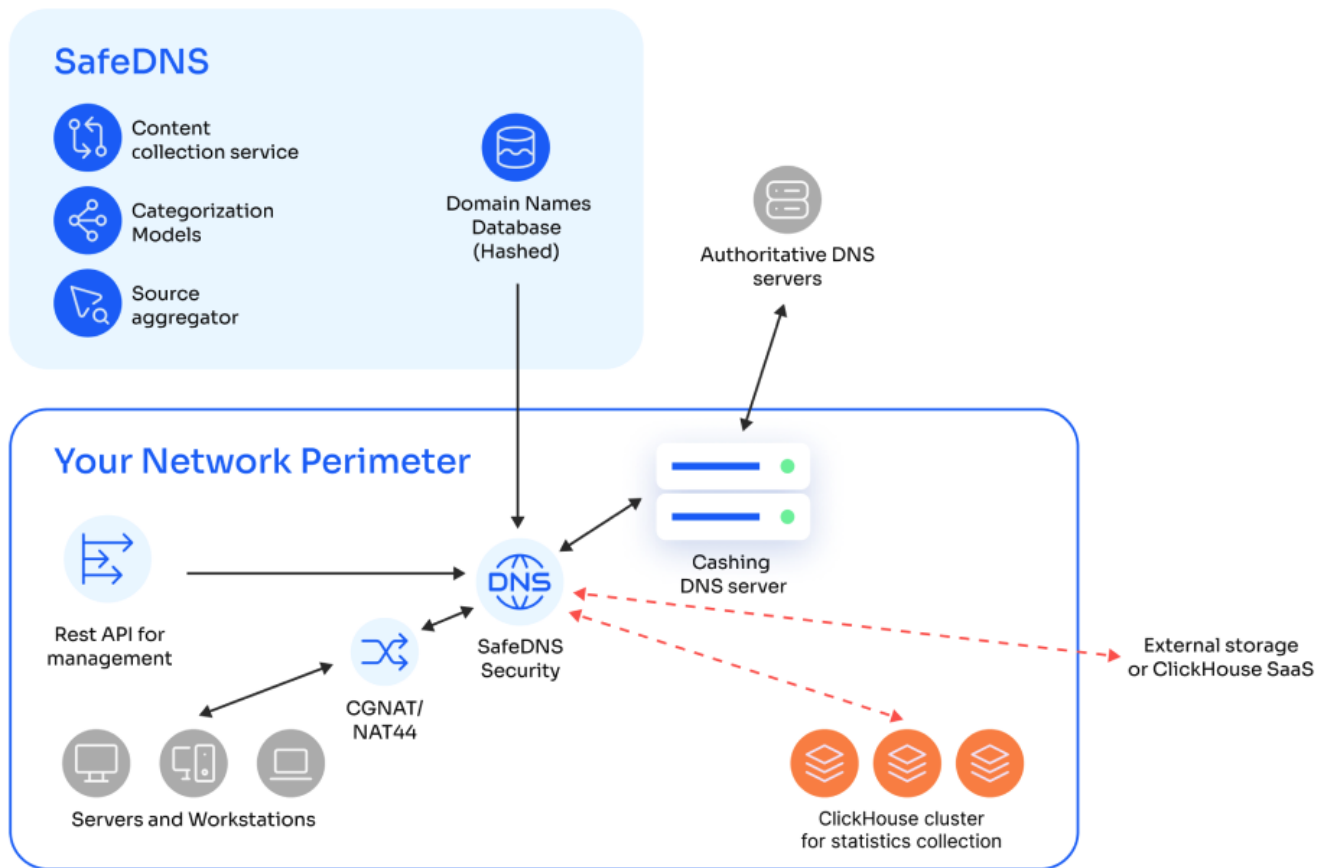 SafeDNS
Content
collection service
Categorization
Models
Source
aggregator
Domain Names
Database
(Hashed)
Authoritative DNS
servers
Your Network Perimeter
Rest API for
management
DNS
SafeDNS
Security
Cashing
DNS server
CGNAT/
NAT44
Servers and Workstations
External storage
or ClickHouse SaaS
ClickHouse cluster
for statistics collection